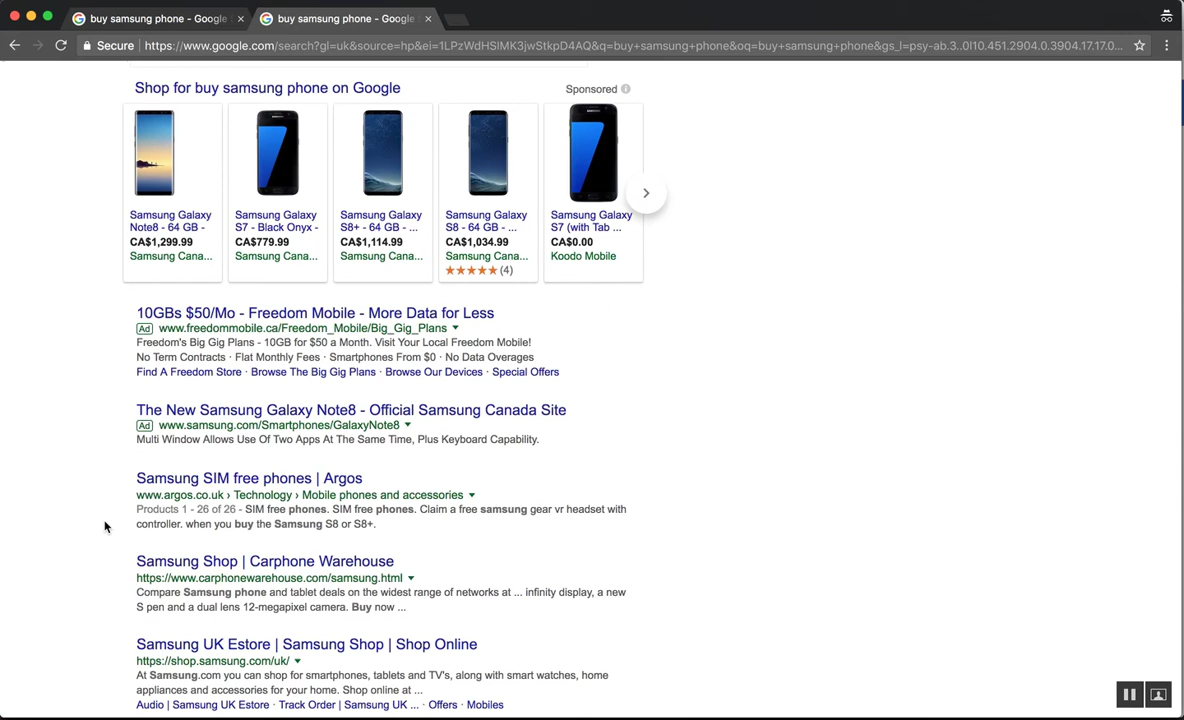 buy samsung phone - Google
buy samsung phone - Google
Secure https://www.google.com/search?gl=uk&source=hp&ei=1LPzWdHSIMK3jwStkpD4AQ&q=buy+samsung+phone&oq=buy+samsung+phone&gs_l=psy-ab.3..0l10.451.2904.0.3904.17.17.0...
Shop for buy samsung phone on Google
Sponsored
Samsung Galaxy
Note8 - 64 GB -
CA$1,299.99
Samsung Cana...
Samsung Galaxy
S7 - Black Onyx -
CA$779.99
Samsung Cana...
Samsung Galaxy
S8+ - 64 GB - ...
CA$1,114.99
Samsung Cana...
Samsung Galaxy
S8 - 64 GB - ...
CA$1,034.99
Samsung Cana...
(4)
Samsung Galaxy
S7 (with Tab ...
CA$0.00
Koodo Mobile
10GBs $50/Mo - Freedom Mobile - More Data for Less
Ad www.freedommobile.ca/Freedom_Mobile/Big_Gig_Plans
Freedom's Big Gig Plans - 10GB for $50 a Month. Visit Your Local Freedom Mobile!
No Term Contracts · Flat Monthly Fees · Smartphones From $0 · No Data Overages
Find A Freedom Store · Browse The Big Gig Plans · Browse Our Devices · Special Offers
The New Samsung Galaxy Note8 - Official Samsung Canada Site
Ad www.samsung.com/Smartphones/GalaxyNote8
Multi Window Allows Use Of Two Apps At The Same Time, Plus Keyboard Capability.
Samsung SIM free phones | Argos
www.argos.co.uk › Technology › Mobile phones and accessories
Products 1 - 26 of 26 - SIM free phones. SIM free phones. Claim a free samsung gear vr headset with
controller. when you buy the Samsung S8 or S8+.
Samsung Shop | Carphone Warehouse
https://www.carphonewarehouse.com/samsung.html
Compare Samsung phone and tablet deals on the widest range of networks at ... infinity display, a new
S pen and a dual lens 12-megapixel camera. Buy now ...
Samsung UK Estore | Samsung Shop | Shop Online
https://shop.samsung.com/uk/
At Samsung.com you can shop for smartphones, tablets and TV's, along with smart watches, home
appliances and accessories for your home. Shop online at ...
Audio | Samsung UK Estore · Track Order | Samsung UK ... · Offers · Mobiles